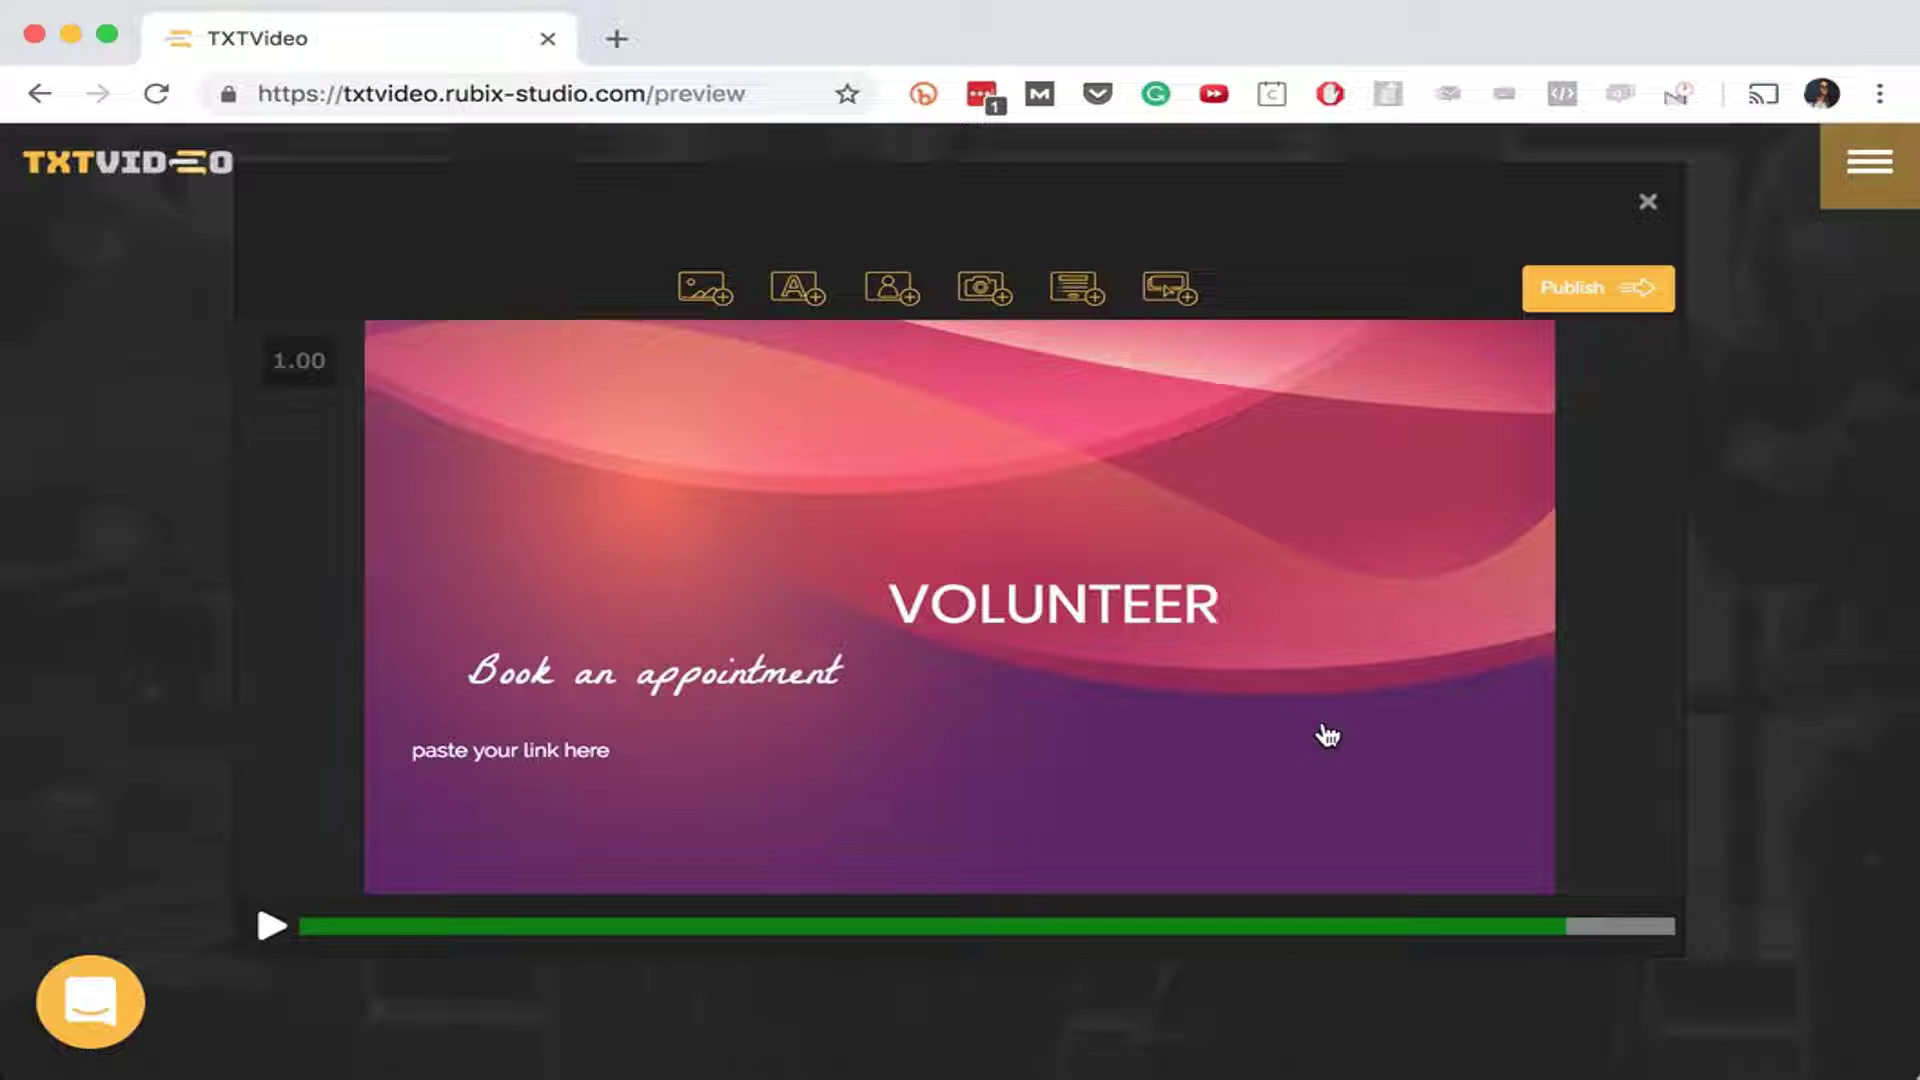 TXTVideo
https://txtvideo.rubix-studio.com/preview
1
TXTVIDEO
Publish
1.00
VOLUNTEER
Book an appointment
paste your link here